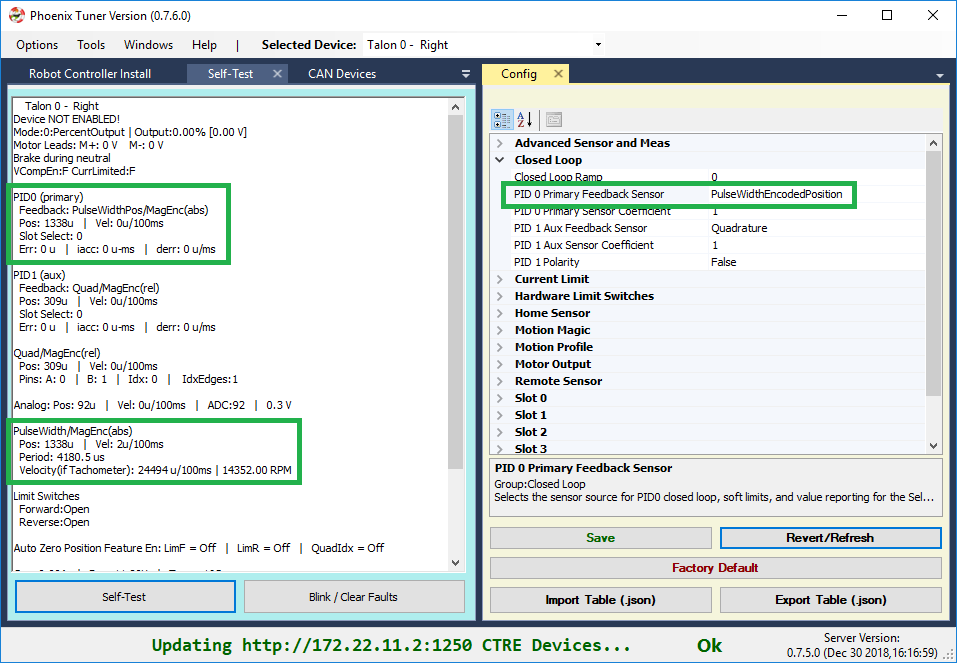 Phoenix Tuner Version (0.7.6.0)
Options Tools Windows Help | Selected Device: Talon 0 - Right
Robot Controller Install Self-Test CAN Devices
Talon 0 - Right
Device NOT ENABLED!
Mode:0:PercentOutput | Output:0.00% [0.00 V]
Motor Leads: M+: 0 V M-: 0 V
Brake during neutral
VCompEn:F CurrLimited:F
PID0 (primary)
Feedback: PulseWidthPos/MagEnc(abs)
Pos: 1338u | Vel: 0u/100ms
Slot Select: 0
Err: 0 u | iacc: 0 u-ms | derr: 0 u/ms
PID1 (aux)
Feedback: Quad/MagEnc(rel)
Pos: 309u | Vel: 0u/100ms
Slot Select: 0
Err: 0 u | iacc: 0 u-ms | derr: 0 u/ms
Quad/MagEnc(rel)
Pos: 309u | Vel: 0u/100ms
Pins: A: 0 | B: 1 | Idx: 0 | IdxEdges:1
Analog: Pos: 92u | Vel: 0u/100ms | ADC:92 | 0.3 V
PulseWidth/MagEnc(abs)
Pos: 1338u | Vel: 2u/100ms
Period: 4180.5 us
Velocity(if Tachometer): 24494 u/100ms | 14352.00 RPM
Limit Switches
Forward:Open
Reverse:Open
Auto Zero Position Feature En: LimF = Off | LimR = Off | QuadIdx = Off
Self-Test Blink / Clear Faults
Config
Advanced Sensor and Meas
Closed Loop
Closed Loop Ramp 0
PID 0 Primary Feedback Sensor PulseWidthEncodedPosition
PID 0 Primary Sensor Coefficient 1
PID 1 Aux Feedback Sensor Quadrature
PID 1 Aux Sensor Coefficient 1
PID 1 Polarity False
Current Limit
Hardware Limit Switches
Home Sensor
Motion Magic
Motion Profile
Motor Output
Remote Sensor
Slot 0
Slot 1
Slot 2
Slot 3
PID 0 Primary Feedback Sensor
Group:Closed Loop
Selects the sensor source for PID0 closed loop, soft limits, and value reporting for the Sel...
Save Revert/Refresh
Factory Default
Import Table (.json) Export Table (.json)
Updating http://172.22.11.2:1250 CTRE Devices... Ok
Server Version:
0.7.5.0 (Dec 30 2018,16:16:59)